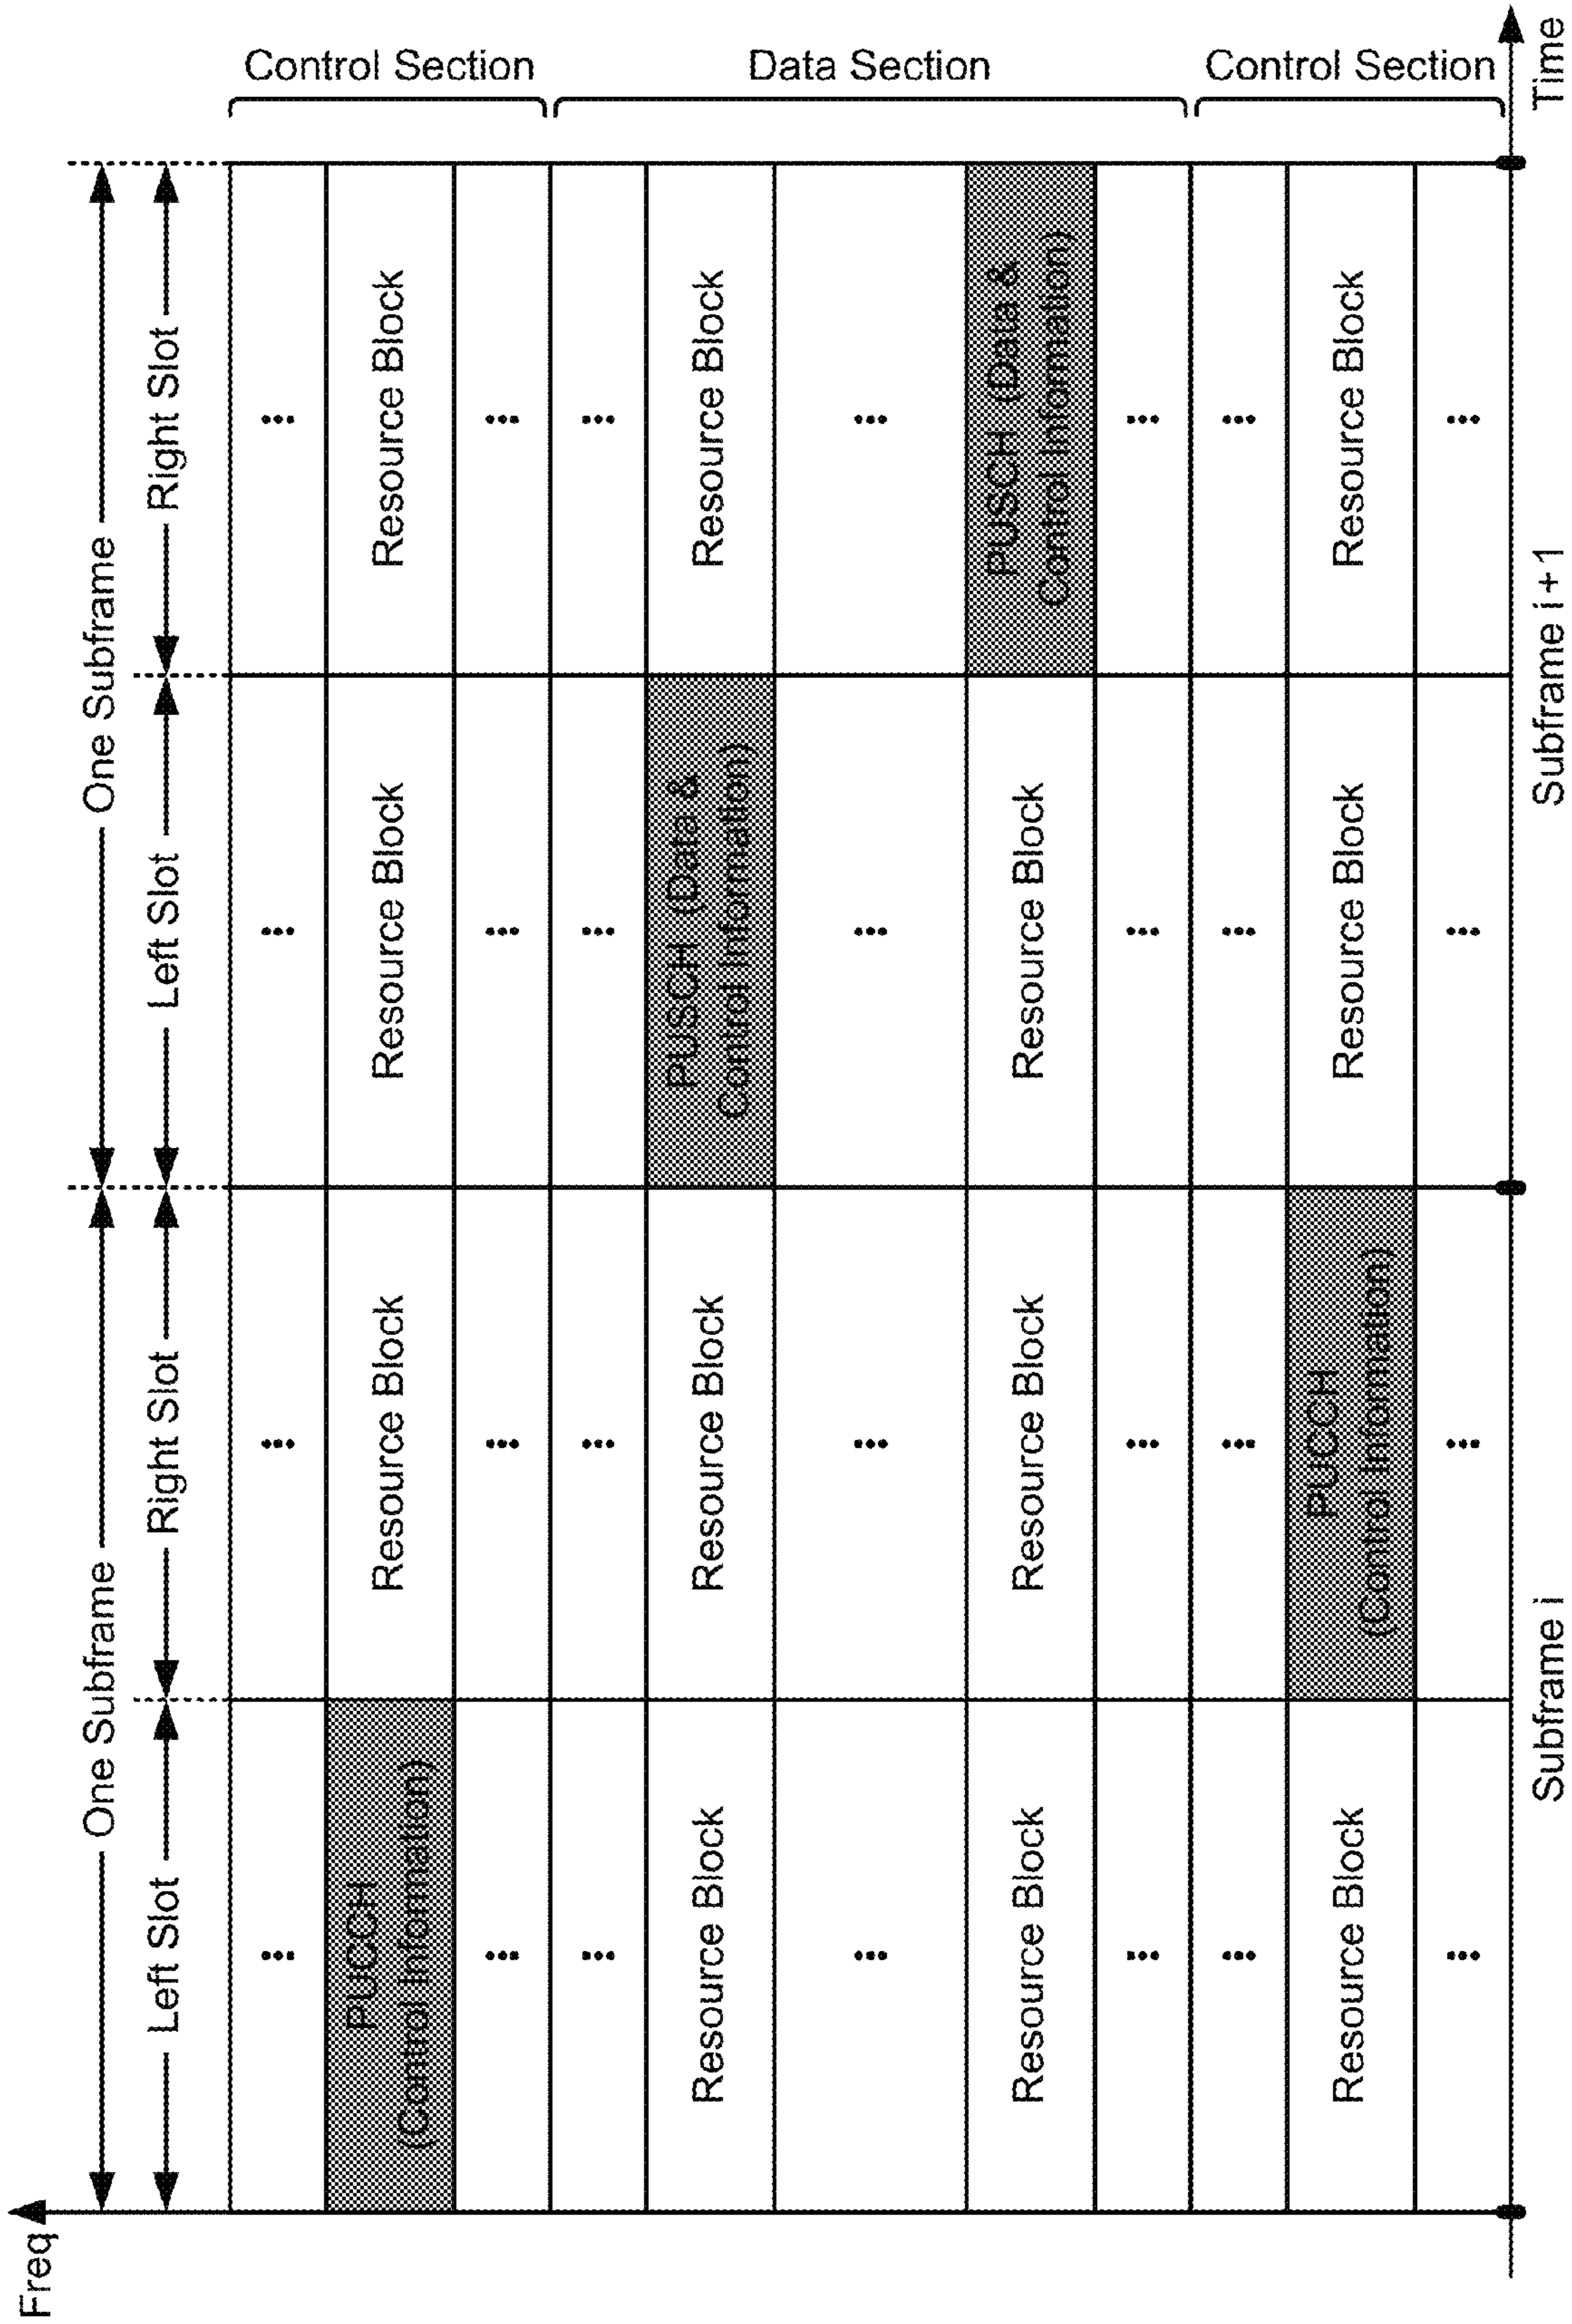 Freq
One Subframe
One Subframe
Left Slot
Right Slot
Left Slot
Right Slot
...
...
...
...
PUCCH
(Control Information)
Resource Block
Resource Block
Resource Block
Control Section
...
...
...
...
...
...
...
...
Resource Block
Resource Block
PUSCH (Data &
Control Information)
Resource Block
...
...
...
...
Data Section
Resource Block
Resource Block
Resource Block
PUSCH (Data &
Control Information)
...
...
...
...
...
...
...
...
Resource Block
PUCCH
(Control Information)
Resource Block
Resource Block
Control Section
...
...
...
...
Subframe i
Subframe i+1
Time